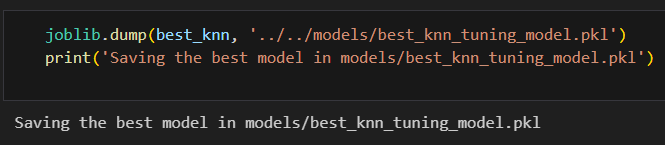 joblib.dump(best_knn, '../../models/best_knn_tuning_model.pkl')
print('Saving the best model in models/best_knn_tuning_model.pkl')
Saving the best model in models/best_knn_tuning_model.pkl